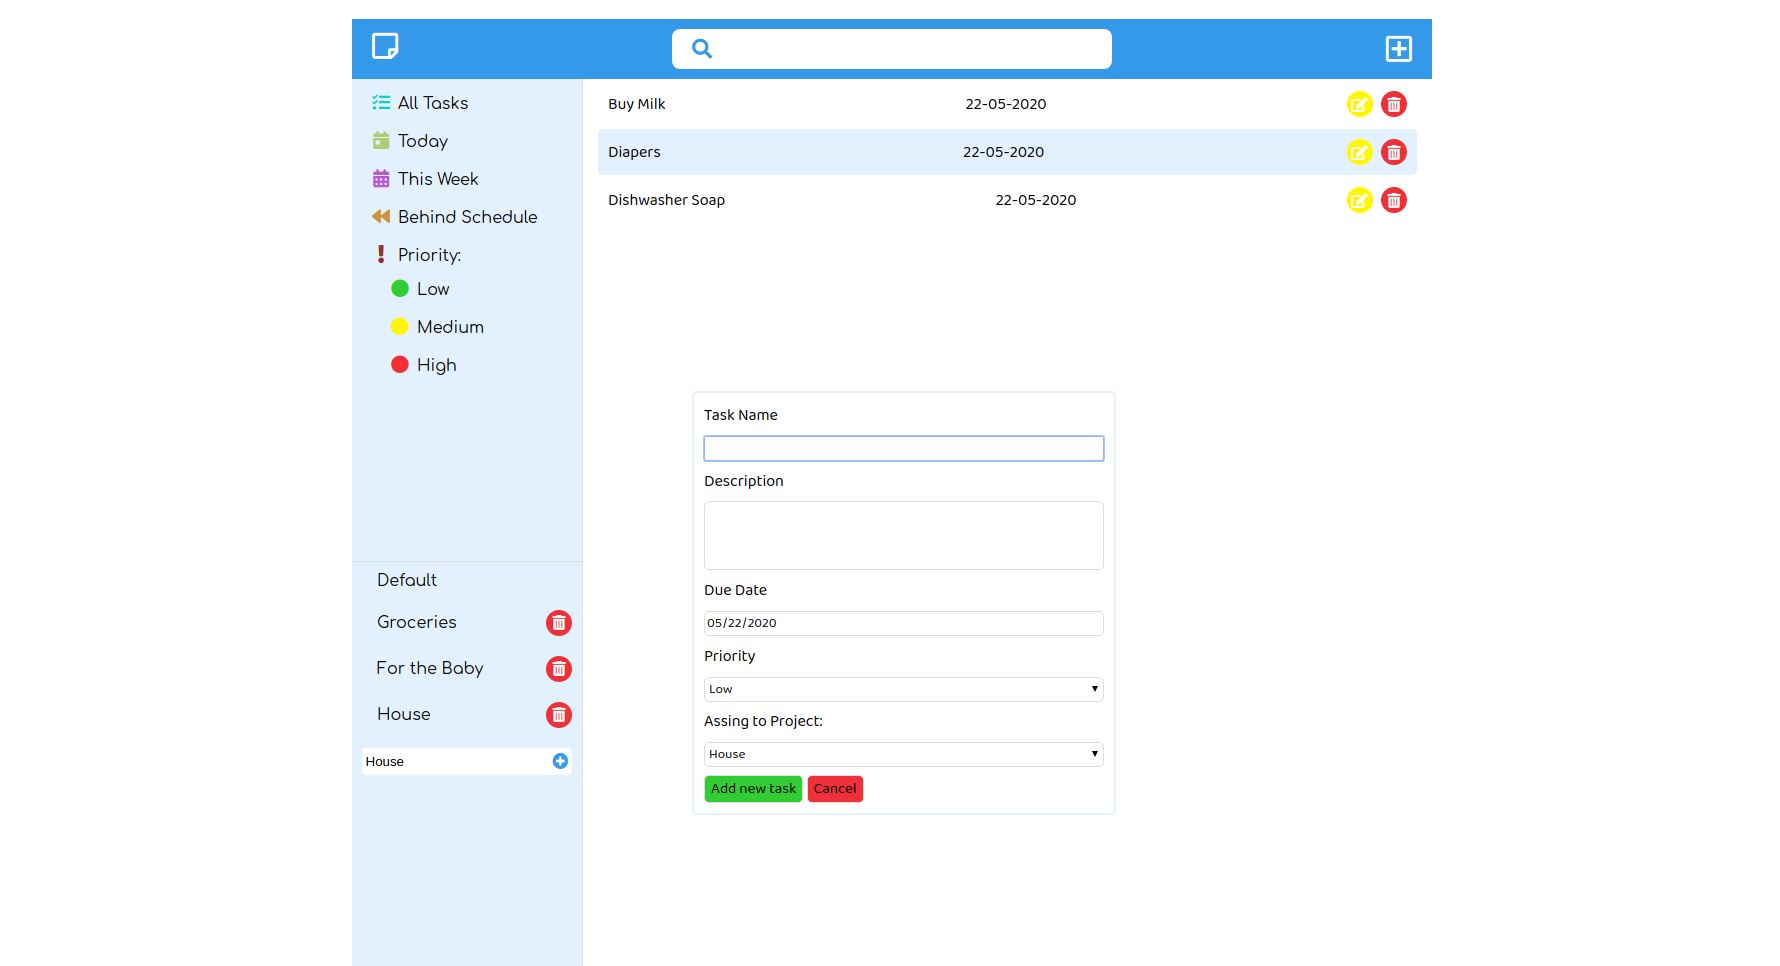 All Tasks
Today
This Week
Behind Schedule
Priority:
Low
Medium
High
Default
Groceries
For the Baby
House
House
Buy Milk 22-05-2020
Diapers 22-05-2020
Dishwasher Soap 22-05-2020
Task Name
Description
Due Date
05/22/2020
Priority
Low
Assing to Project:
House
Add new task Cancel